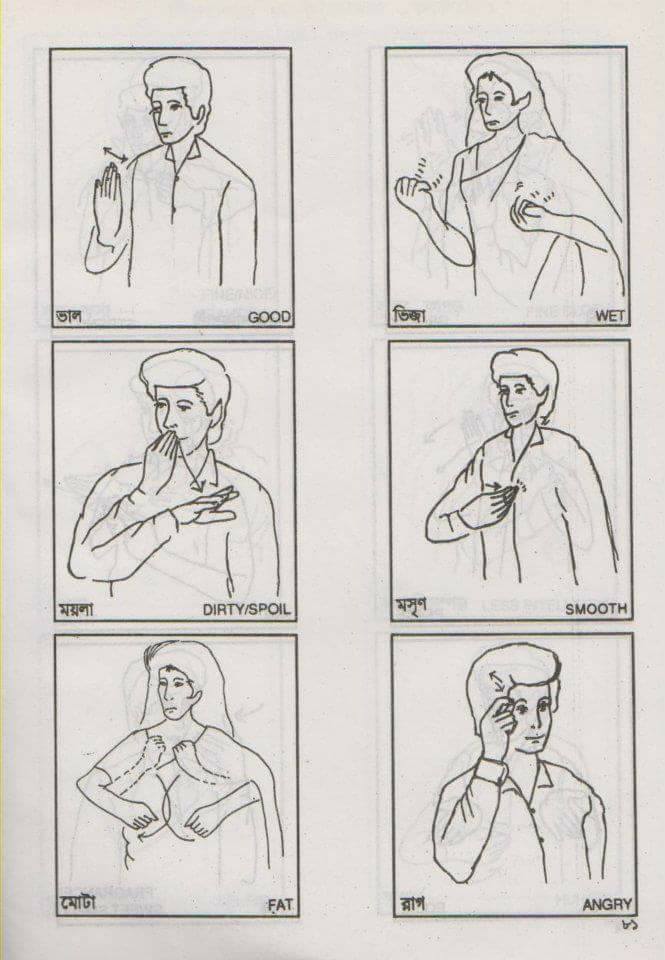 ভাল GOOD
ভিজা WET
ময়লা DIRTY/SPOIL
মসৃণ SMOOTH
মোটা FAT
রাগ ANGRY
৮১